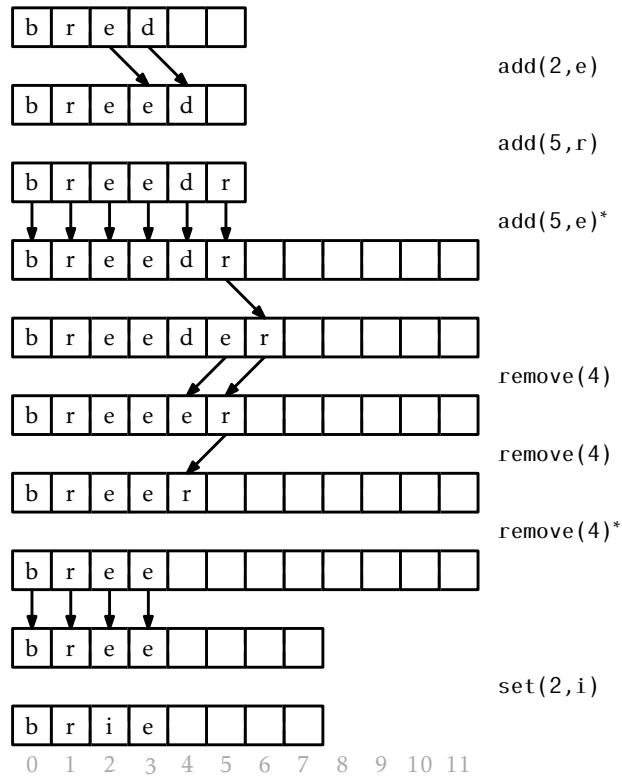 b r e d
add(2,e)
b r e e d
add(5,r)
b r e e d r
add(5,e)*
b r e e d r
b r e e d e r
remove(4)
b r e e e r
remove(4)
b r e e r
remove(4)*
b r e e
b r e e
set(2,i)
b r i e
0 1 2 3 4 5 6 7 8 9 10 11